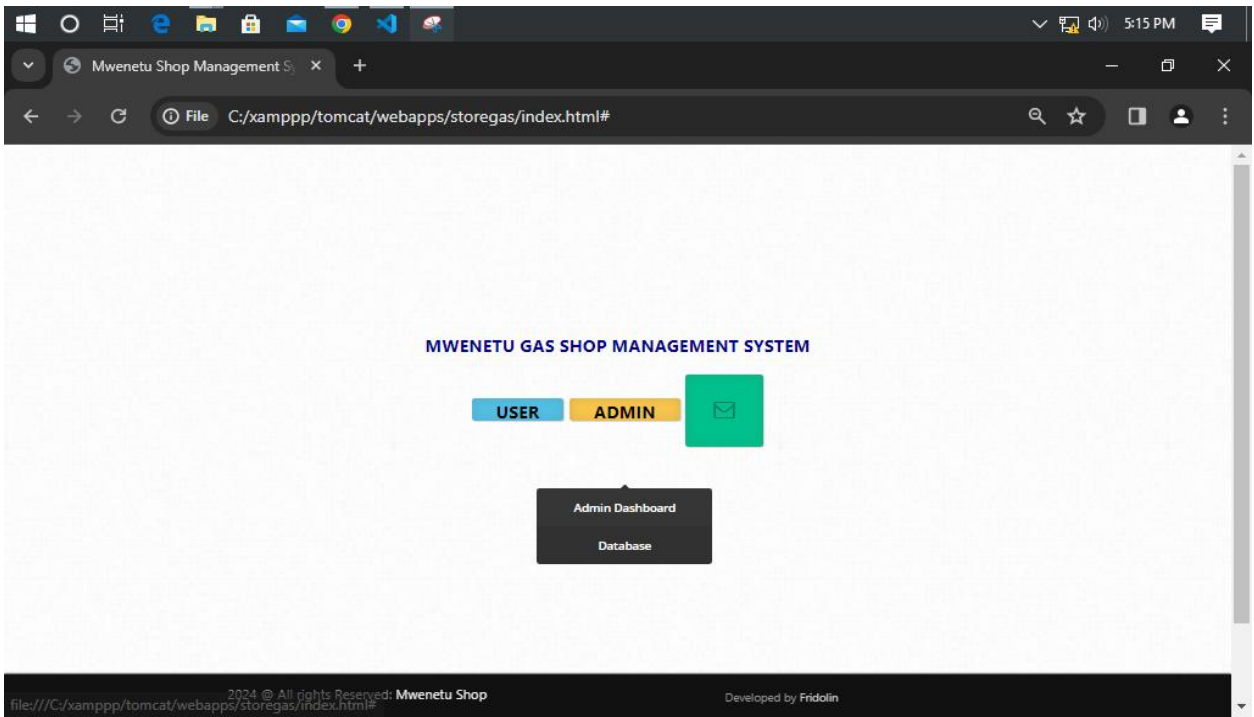 5:15 PM
Mwenetu Shop Management S
File C:/xamppp/tomcat/webapps/storegas/index.html#
MWENETU GAS SHOP MANAGEMENT SYSTEM
USER ADMIN
Admin Dashboard
Database
2024 @ All rights Reserved: Mwenetu Shop
Developed by Fridolin
file:///C:/xamppp/tomcat/webapps/storegas/index.html#